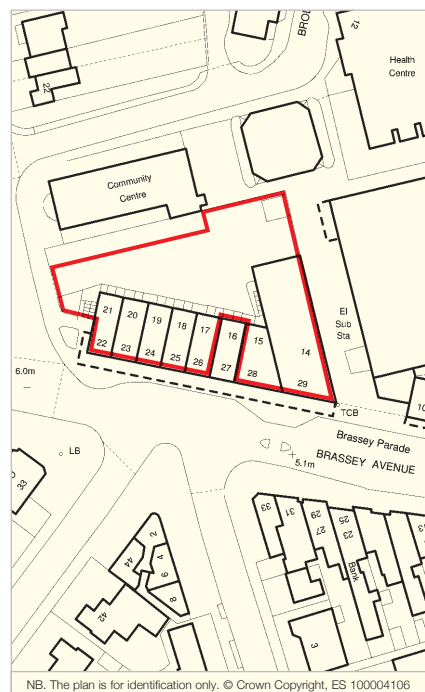 BROL
12
Health
Centre
22
Community
Centre
El
Sub
Sta
21
20
19
18
17
16
15
14
22
23
24
25
26
27
28
29
6.0m
TCB
10
Brassey Parade
BRASSEY AVENUE
5.1m
LB
33
2
4
6
8
44
42
33
31
29
27
25
23
Bank
3
NB. The plan is for identification only. © Crown Copyright, ES 100004106